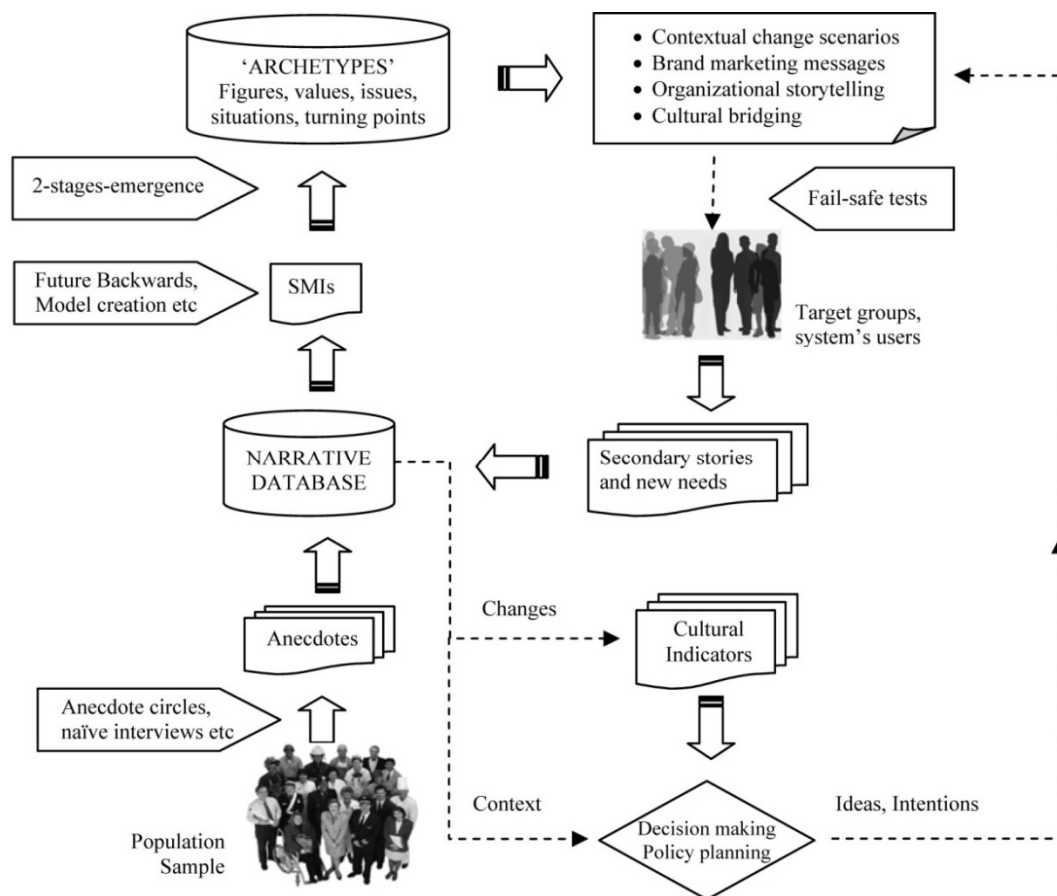 ‘ARCHETYPES’
Figures, values, issues,
situations, turning points
• Contextual change scenarios
• Brand marketing messages
• Organizational storytelling
• Cultural bridging
2-stages-emergence
Fail-safe tests
Future Backwards,
Model creation etc
SMIs
Target groups,
system’s users
NARRATIVE
DATABASE
Secondary stories
and new needs
Changes
Anecdotes
Cultural
Indicators
Anecdote circles,
naïve interviews etc
Context
Decision making
Policy planning
Ideas, Intentions
Population
Sample